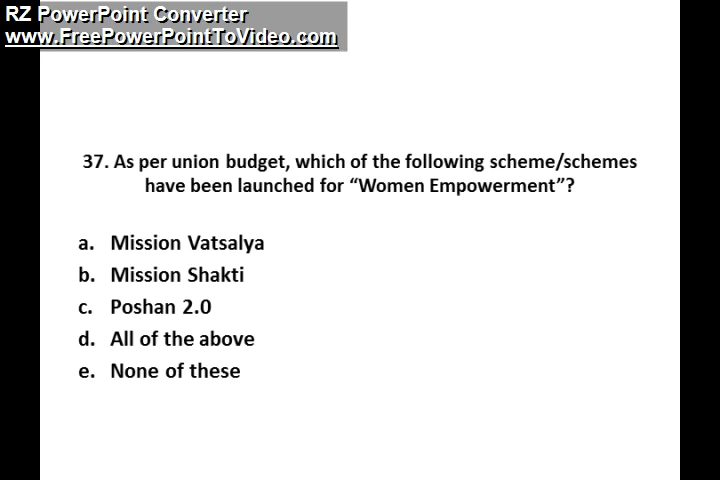 RZ PowerPoint Converter
www.FreePowerPointToVideo.com
37. As per union budget, which of the following scheme/schemes
have been launched for “Women Empowerment”?
a. Mission Vatsalya
b. Mission Shakti
c. Poshan 2.0
d. All of the above
e. None of these